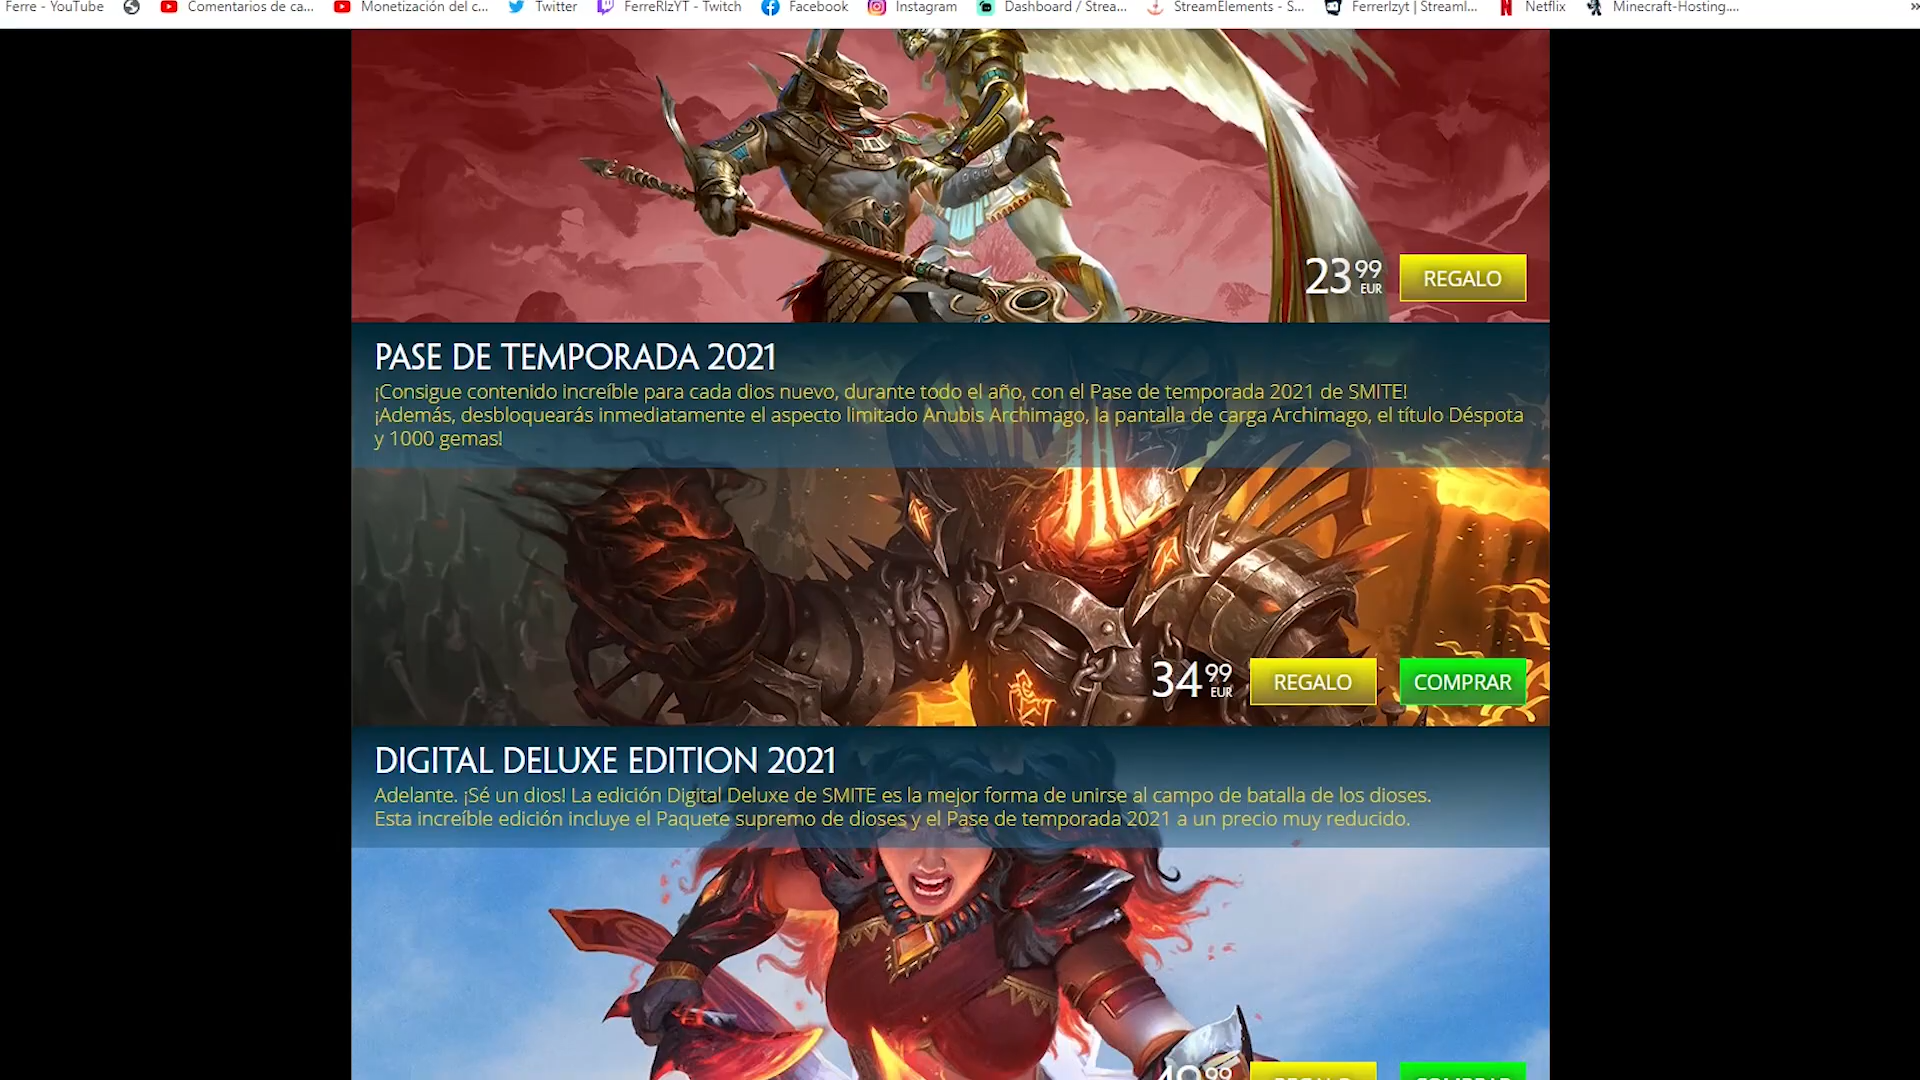 Ferre - YouTube Comentarios de ca... Monetización del c... Twitter FerreRIzYT - Twitch Facebook Instagram Dashboard / Strea... StreamElements - S... Ferrerlzyt | Streaml... Netflix Minecraft-Hosting....
23 99 EUR REGALO
PASE DE TEMPORADA 2021
¡Consigue contenido increíble para cada dios nuevo, durante todo el año, con el Pase de temporada 2021 de SMITE!
¡Además, desbloquearás inmediatamente el aspecto limitado Anubis Archimago, la pantalla de carga Archimago, el título Déspota
y 1000 gemas!
34 99 EUR REGALO COMPRAR
DIGITAL DELUXE EDITION 2021
Adelante. ¡Sé un dios! La edición Digital Deluxe de SMITE es la mejor forma de unirse al campo de batalla de los dioses.
Esta increíble edición incluye el Paquete supremo de dioses y el Pase de temporada 2021 a un precio muy reducido.